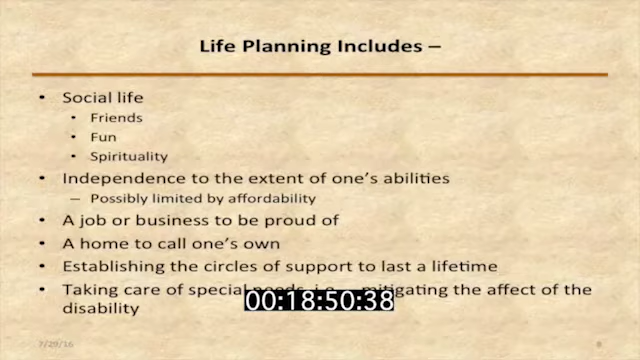 Life Planning Includes –
• Social life
• Friends
• Fun
• Spirituality
• Independence to the extent of one's abilities
– Possibly limited by affordability
• A job or business to be proud of
• A home to call one's own
• Establishing the circles of support to last a lifetime
• Taking care of special needs, i.e., mitigating the affect of the
disability
00:18:50:38
7/29/16
8